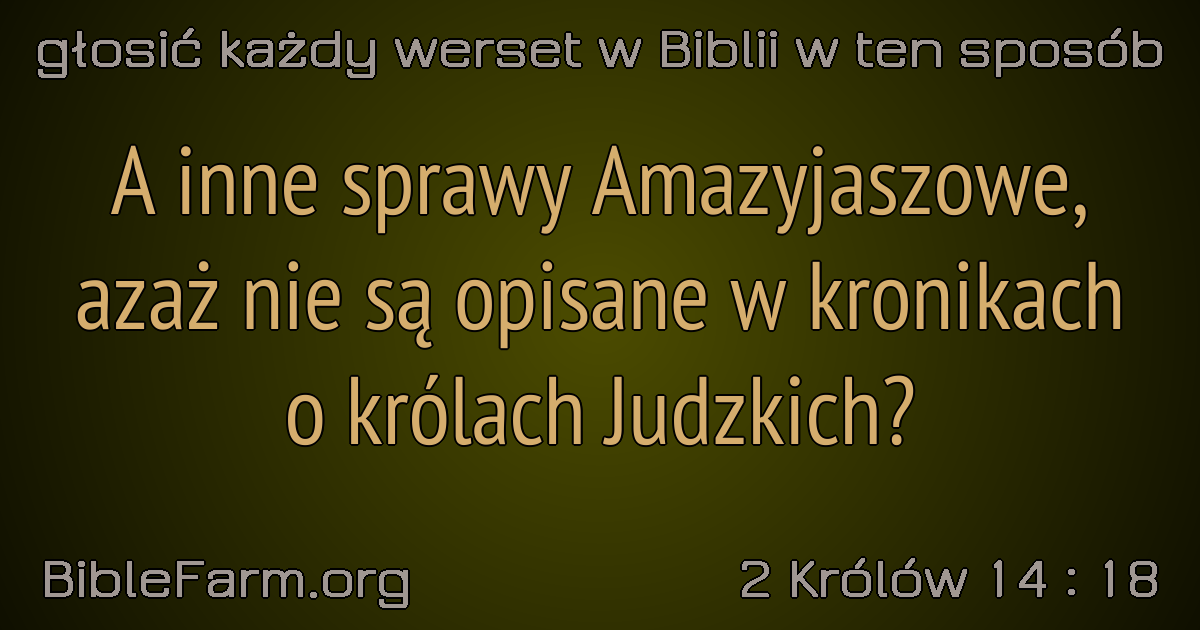 głosić każdy werset w Biblii w ten sposób
A inne sprawy Amazyjaszowe,
azaż nie są opisane w kronikach
o królach Judzkich?
BibleFarm.org
2 Królów 14 : 18